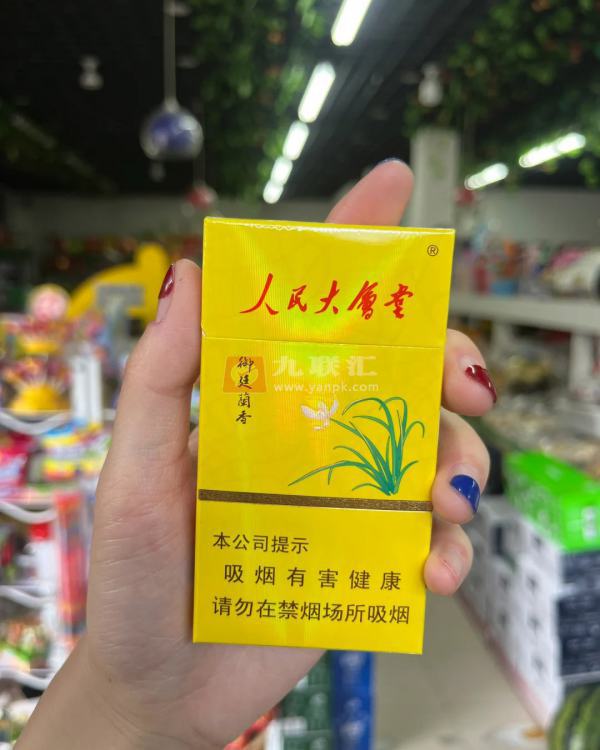 ®
人民大會堂
御廷蘭香
九联汇
www.yanpk.com
本公司提示
吸烟有害健康
请勿在禁烟场所吸烟